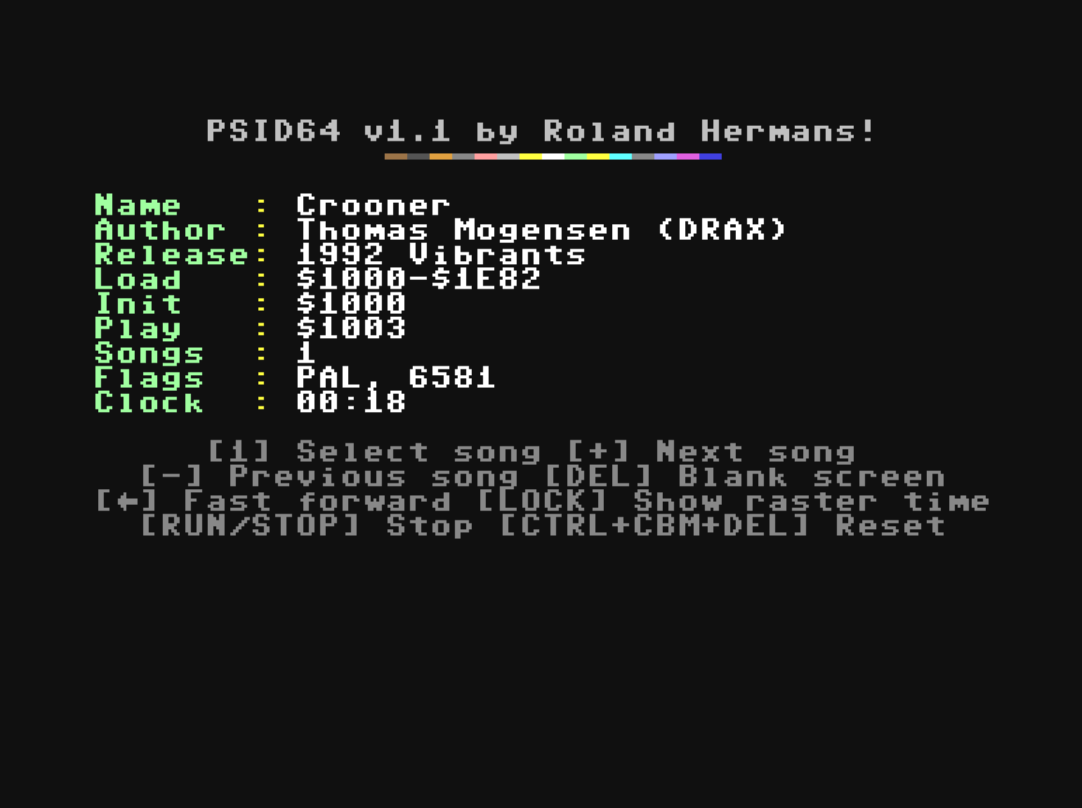 PSID64 v1.1 by Roland Hermans!
Name : Crooner
Author : Thomas Mogensen (DRAX)
Release: 1992 Vibrants
Load : $1000-$1E82
Init : $1000
Play : $1003
Songs : 1
Flags : PAL, 6581
Clock : 00:18
[1] Select song [+] Next song
[-] Previous song [DEL] Blank screen
[←] Fast forward [LOCK] Show raster time
[RUN/STOP] Stop [CTRL+CBM+DEL] Reset